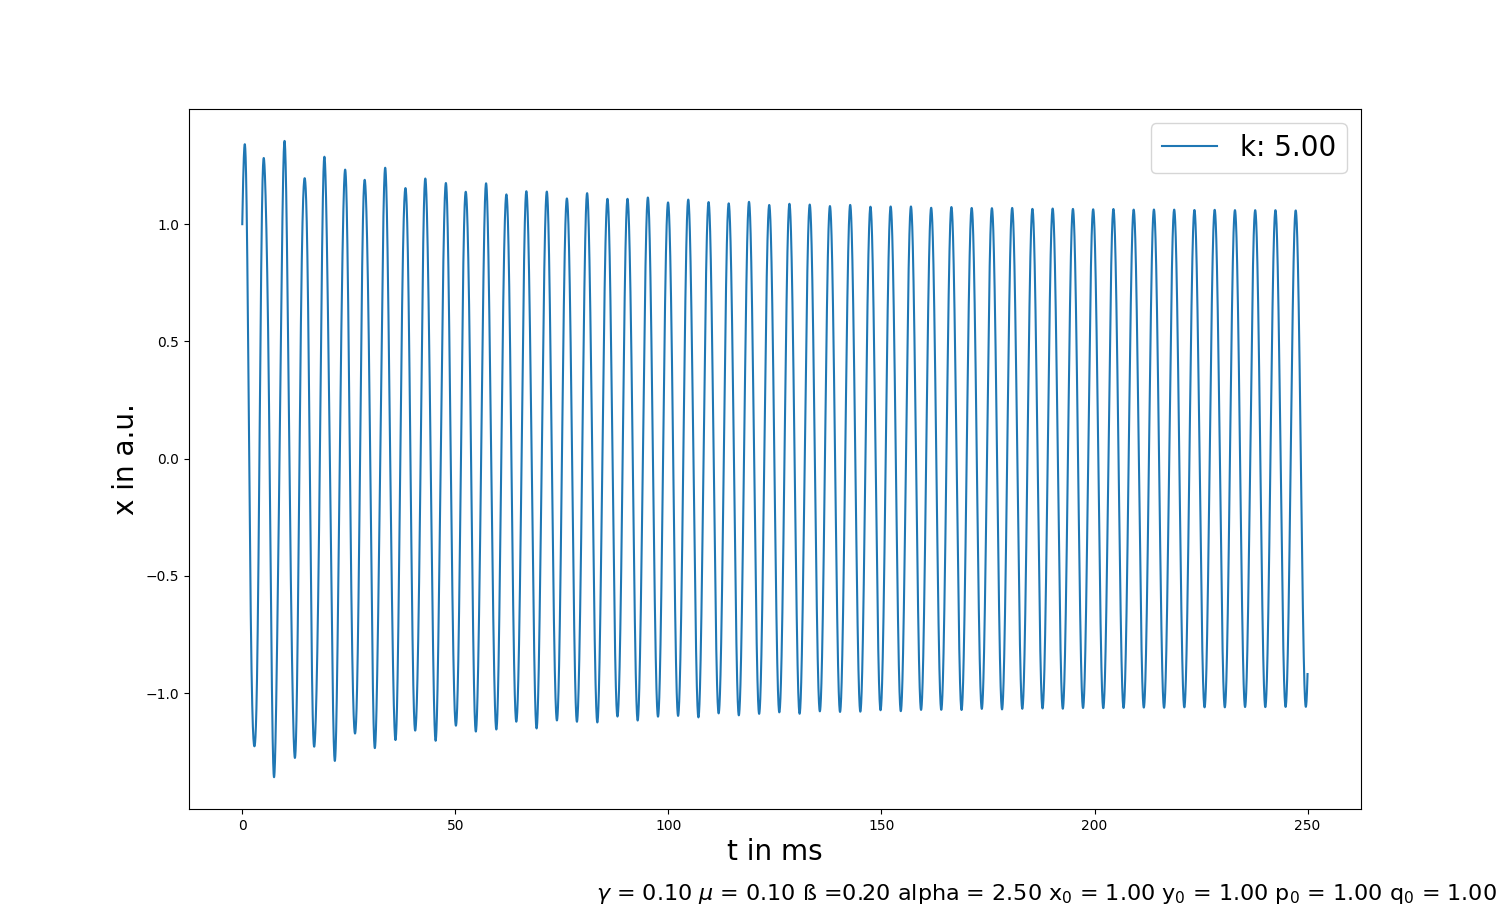 k: 5.00
1.0
0.5
0.0
−0.5
−1.0
x in a.u.
0 50 100 150 200 250
t in ms
γ = 0.10 μ = 0.10 ß =0.20 alpha = 2.50 x₀ = 1.00 y₀ = 1.00 p₀ = 1.00 q₀ = 1.00